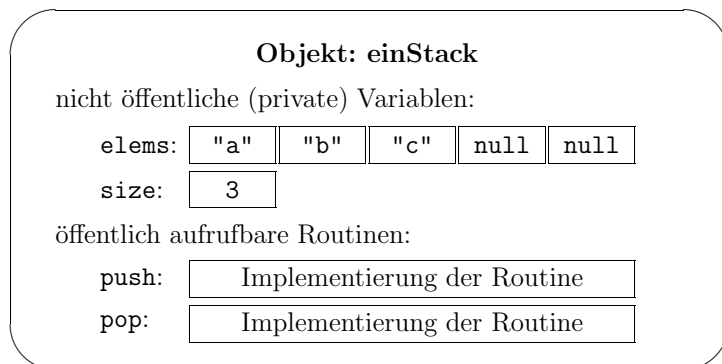 Objekt: einStack
nicht öffentliche (private) Variablen:
elems: "a" "b" "c" null null
size: 3
öffentlich aufrufbare Routinen:
push: Implementierung der Routine
pop: Implementierung der Routine